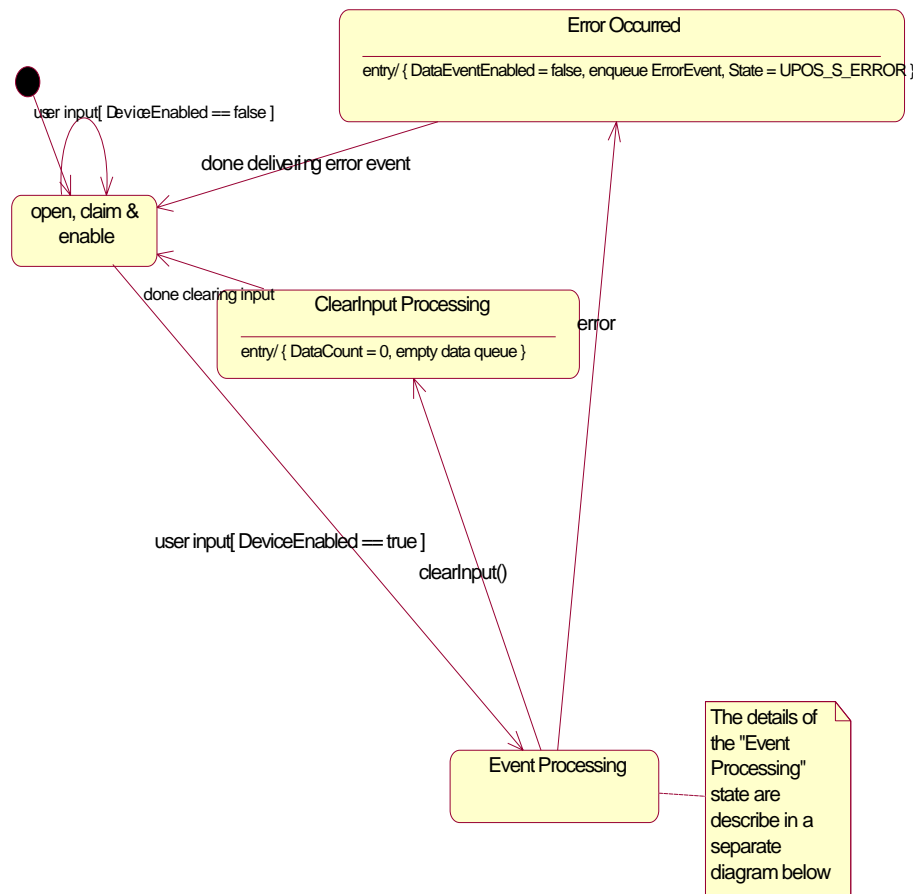 Error Occurred
entry/ { DataEventEnabled = false, enqueue ErrorEvent, State = UPOS_S_ERROR }
user input[ DeviceEnabled == false ]
done delivering error event
open, claim &
enable
done clearing input
ClearInput Processing
entry/ { DataCount = 0, empty data queue }
error
user input[ DeviceEnabled == true ]
clearInput()
Event Processing
The details of
the "Event
Processing"
state are
describe in a
separate
diagram below